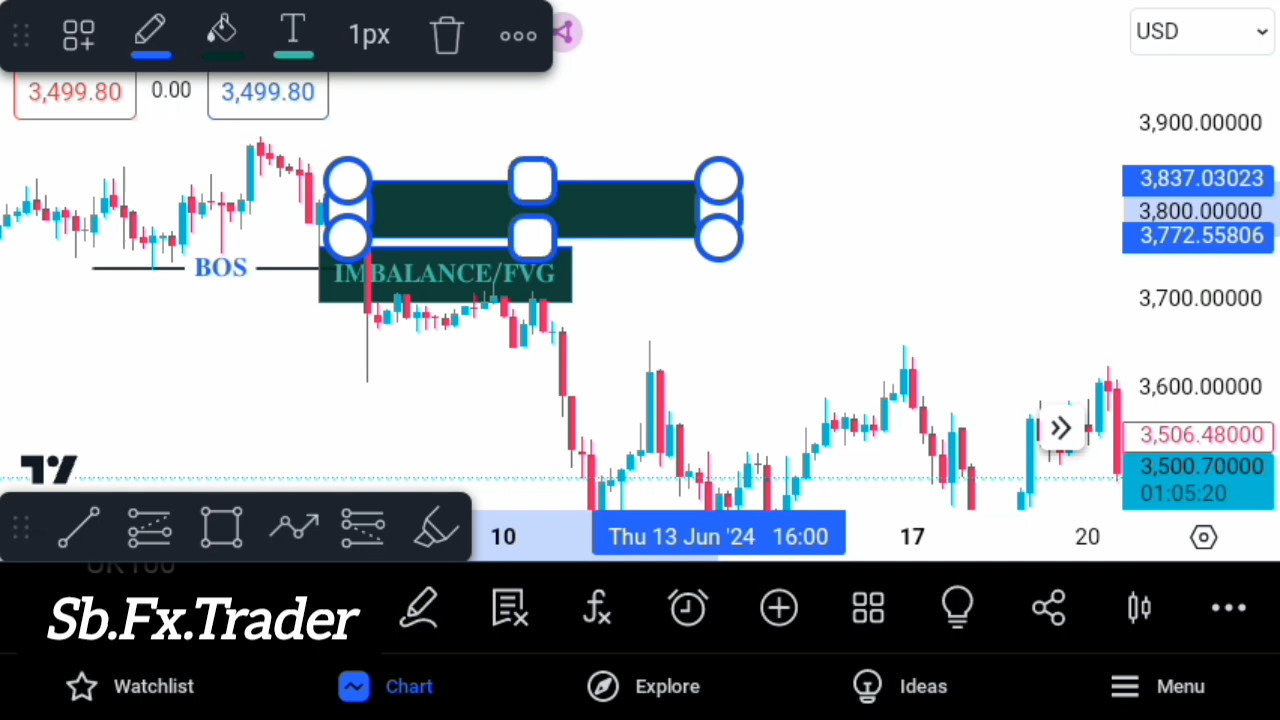 T
1px
USD
3,499.80
0.00
3,499.80
3,900.00000
3,837.03023
3,800.00000
3,772.55806
BOS
IMBALANCE/FVG
3,700.00000
3,600.00000
3,506.48000
3,500.70000
01:05:20
10
Thu 13 Jun '24 16:00
17
20
UK100
Sb.Fx.Trader
Watchlist
Chart
Explore
Ideas
Menu